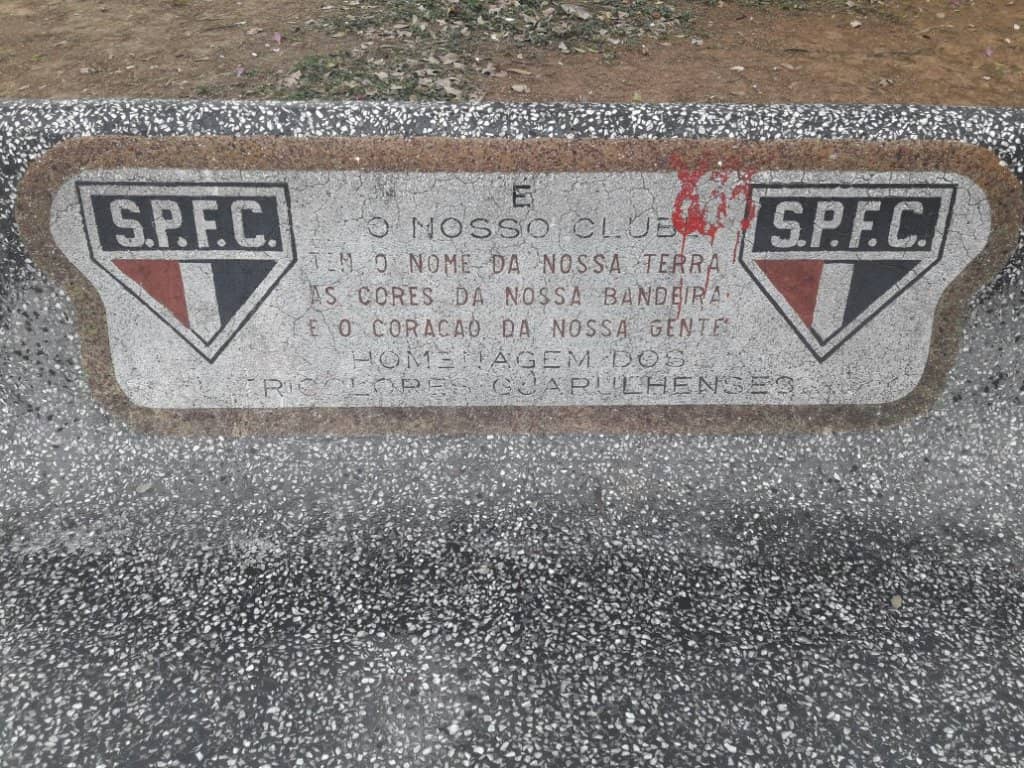 É
S.P.F.C.
O NOSSO CLUBE
S.P.F.C.
TEM O NOME DA NOSSA TERRA
AS CORES DA NOSSA BANDEIRA
E O CORACAO DA NOSSA GENTE
HOMENAGEM DOS
TRICOLORES GUARULHENSES